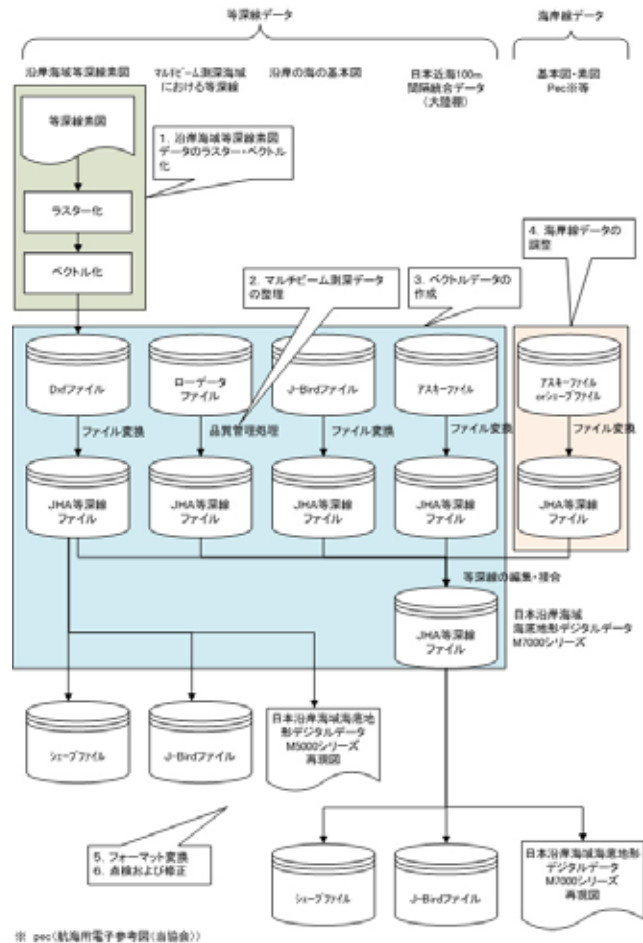 等深線データ
海岸線データ
沿岸海域等深線素図
マルチビーム測深海域
における等深線
沿岸の海の基本図
日本近海100m
間隔統合データ
(大陸棚)
基本図・素図
Pec※等
等深線素図
1. 沿岸海域等深線素図
データのラスター・ベクトル
化
ラスター化
ベクトル化
2. マルチビーム測深データ
の整理
3. ベクトルデータの
作成
4. 海岸線データの
調整
Dxfファイル
ローデータ
ファイル
J-Birdファイル
アスキーファイル
アスキーファイル
orシェープファイル
ファイル変換
品質管理処理
ファイル変換
ファイル変換
ファイル変換
JHA等深線
ファイル
JHA等深線
ファイル
JHA等深線
ファイル
JHA等深線
ファイル
JHA等深線
ファイル
等深線の編集・接合
JHA等深線
ファイル
日本沿岸海域
海底地形デジタルデータ
M7000シリーズ
シェープファイル
J-Birdファイル
日本沿岸海域海底地
形デジタルデータ
M5000シリーズ
再現図
5. フォーマット変換
6. 点検および修正
シェープファイル
J-Birdファイル
日本沿岸海域海底地形
デジタルデータ
M7000シリーズ
再現図
※ pec(航海用電子参考図(当協会))